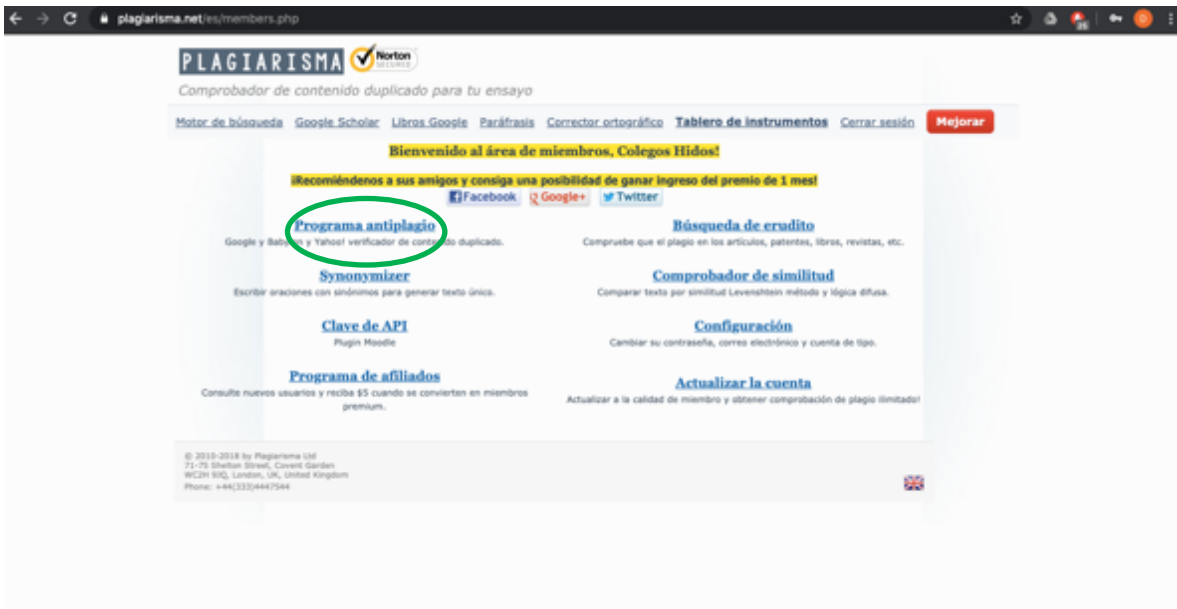 plagiarisma.net/es/members.php
PLAGIARISMA Norton SECURED
Comprobador de contenido duplicado para tu ensayo
Motor de búsqueda Google Scholar Libros Google Paráfrasis Corrector ortográfico Tablero de instrumentos Cerrar sesión Mejorar
Bienvenido al área de miembros, Colegos Hidos!
¡Recomiéndenos a sus amigos y consiga una posibilidad de ganar ingreso del premio de 1 mes!
Facebook Google+ Twitter
Programa antiplagio
Google y Babylon y Yahoo! verificador de contenido duplicado.
Búsqueda de erudito
Compruebe que el plagio en los artículos, patentes, libros, revistas, etc.
Synonymizer
Escribir oraciones con sinónimos para generar texto único.
Comprobador de similitud
Comparar texto por similitud Levenshtein método y lógica difusa.
Clave de API
Plugin Moodle
Configuración
Cambiar su contraseña, correo electrónico y cuenta de tipo.
Programa de afiliados
Consulte nuevos usuarios y reciba $5 cuando se convierten en miembros
premium.
Actualizar la cuenta
Actualizar a la calidad de miembro y obtener comprobación de plagio ilimitado!
© 2010-2018 by Plagiarisma Ltd
71-75 Shelton Street, Covent Garden
WC2H 9JQ, London, UK, United Kingdom
Phone: +44(333)4447544